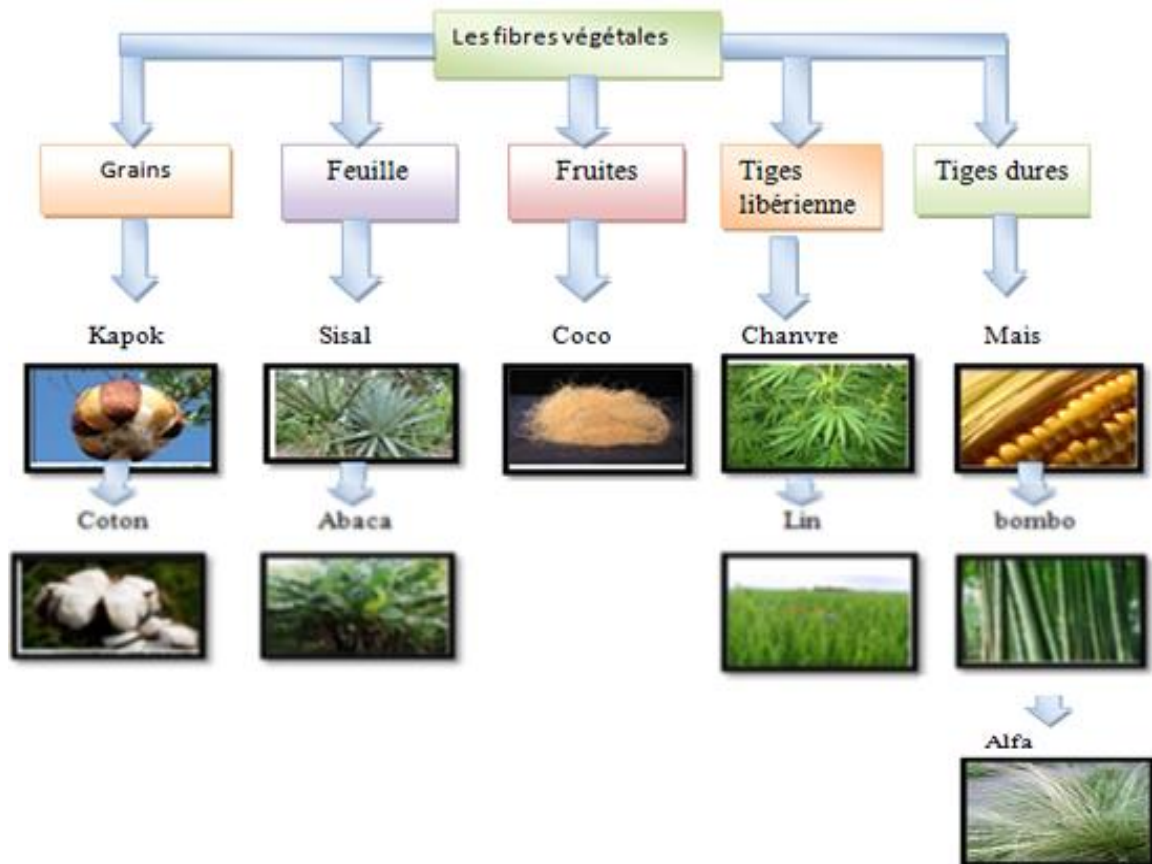 Les fibres végétales
Grains
Feuille
Fruites
Tiges
libérienne
Tiges dures
Kapok
Sisal
Coco
Chanvre
Mais
Coton
Abaca
Lin
bombo
Alfa